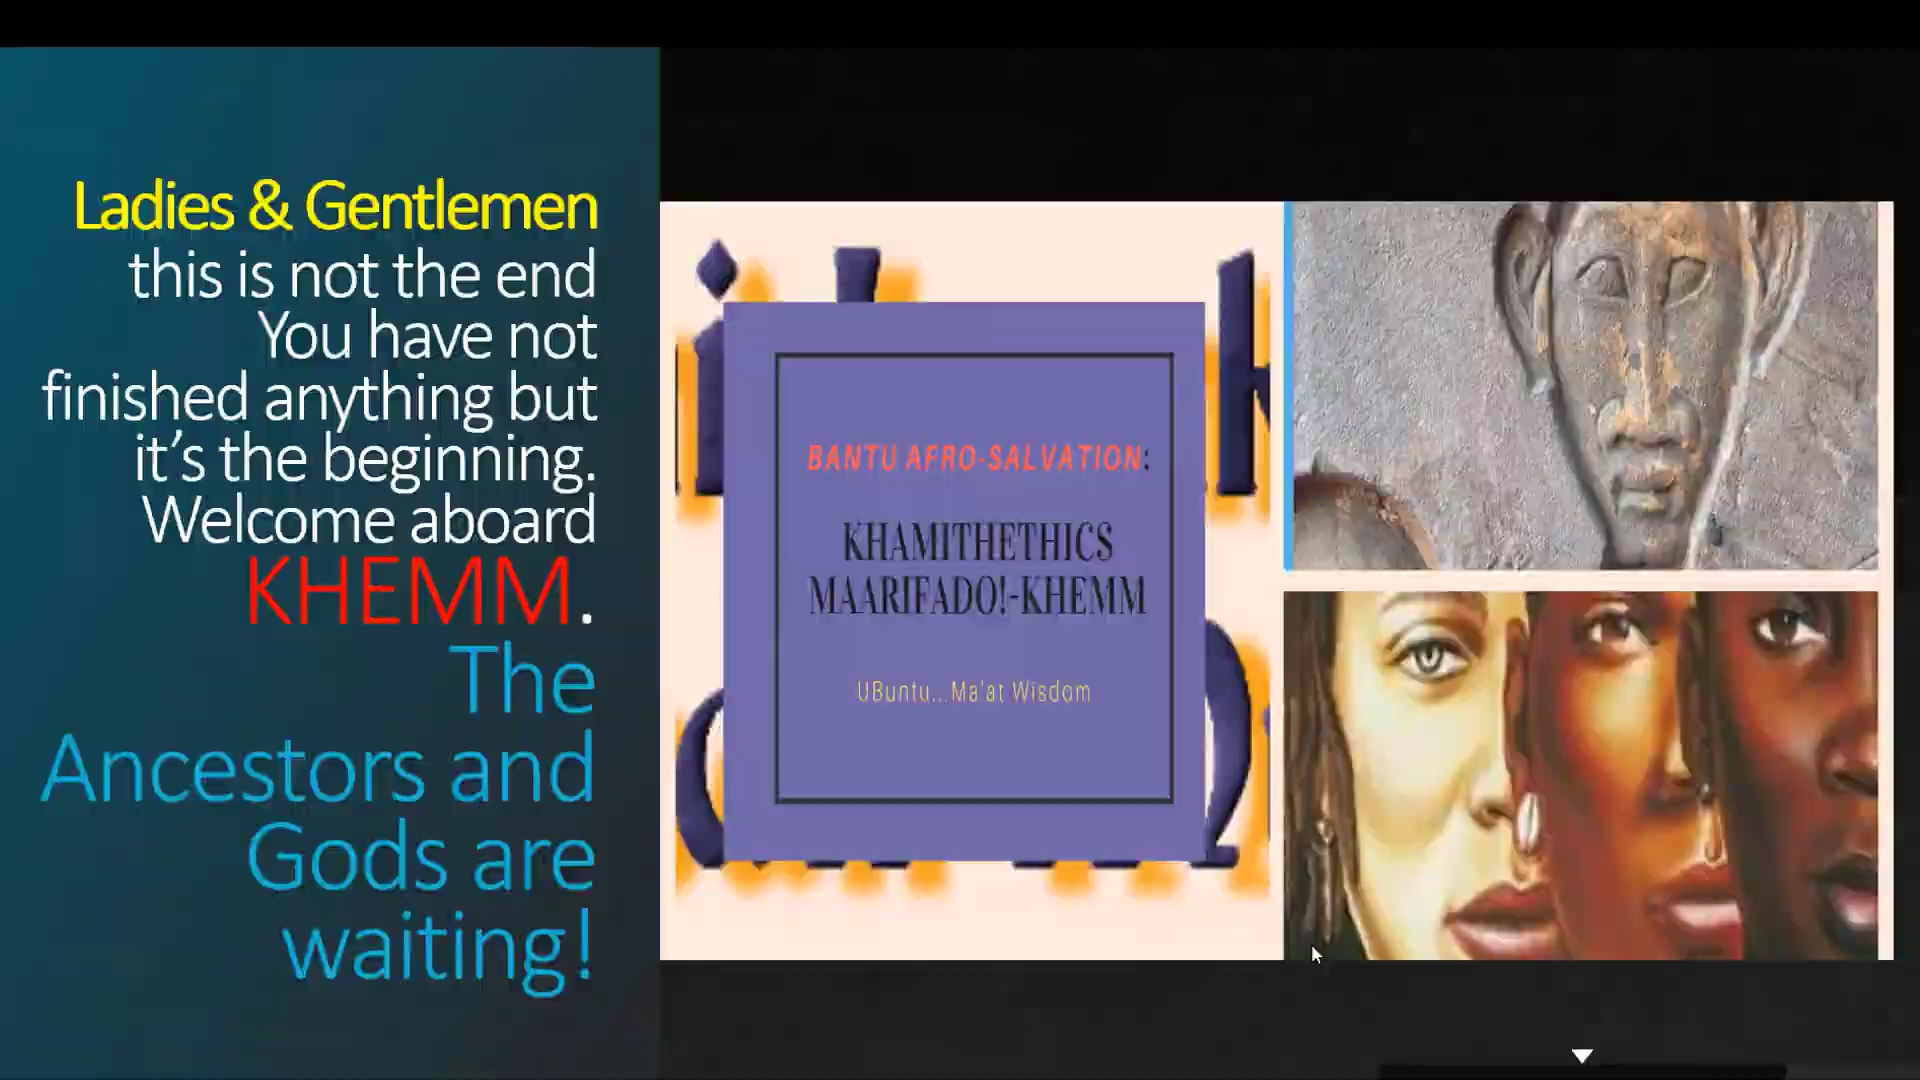 Ladies & Gentlemen
this is not the end
You have not
finished anything but
it’s the beginning.
Welcome aboard
KHEMM.
The
Ancestors and
Gods are
waiting!
BANTU AFRO-SALVATION:
KHAMITHETHICS
MAARIFADO!-KHEMM
UBuntu...Ma'at Wisdom